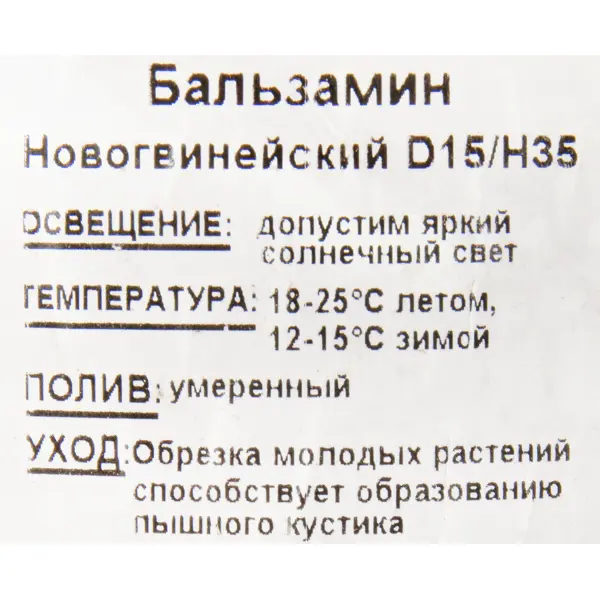 Бальзамин
Новогвинейский D15/H35
ОСВЕЩЕНИЕ: допустим яркий
солнечный свет
ТЕМПЕРАТУРА: 18-25°C летом,
12-15°C зимой
ПОЛИВ: умеренный
УХОД: Обрезка молодых растений
способствует образованию
пышного кустика